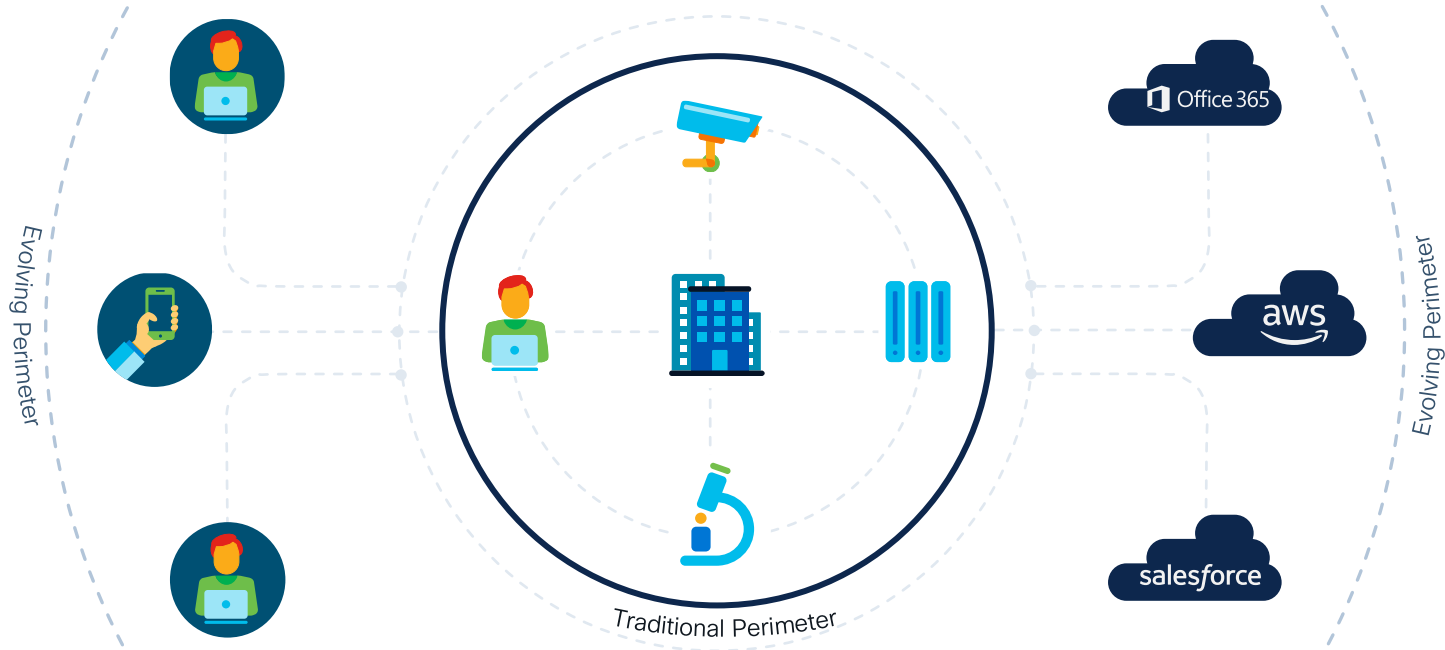 Office 365
Evolving Perimeter
aws
Evolving Perimeter
salesforce
Traditional Perimeter